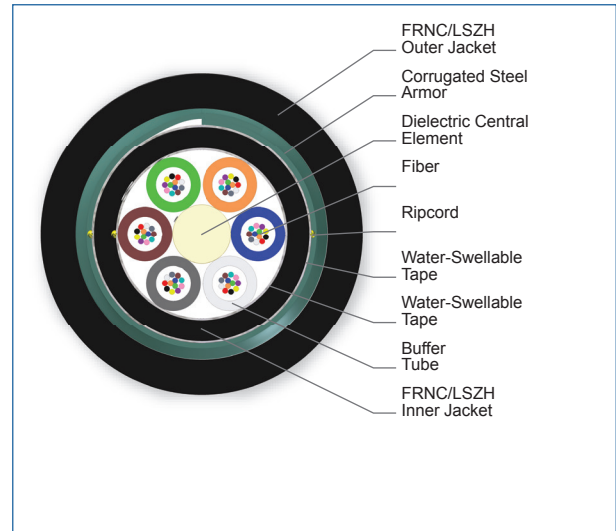 FRNC/LSZH
Outer Jacket
Corrugated Steel
Armor
Dielectric Central
Element
Fiber
Ripcord
Water-Swellable
Tape
Water-Swellable
Tape
Buffer
Tube
FRNC/LSZH
Inner Jacket